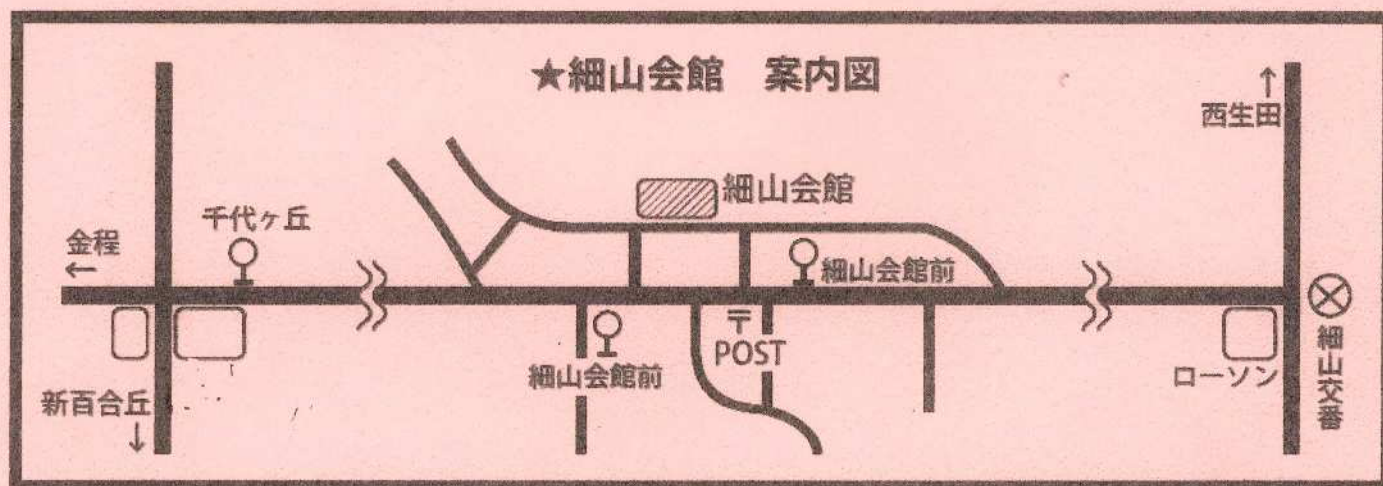 ★細山会館 案内図
↑
西生田
細山会館
千代ヶ丘
金程
←
細山会館前
〒
POST
細山会館前
ローソン
細山交番
新百合丘
↓